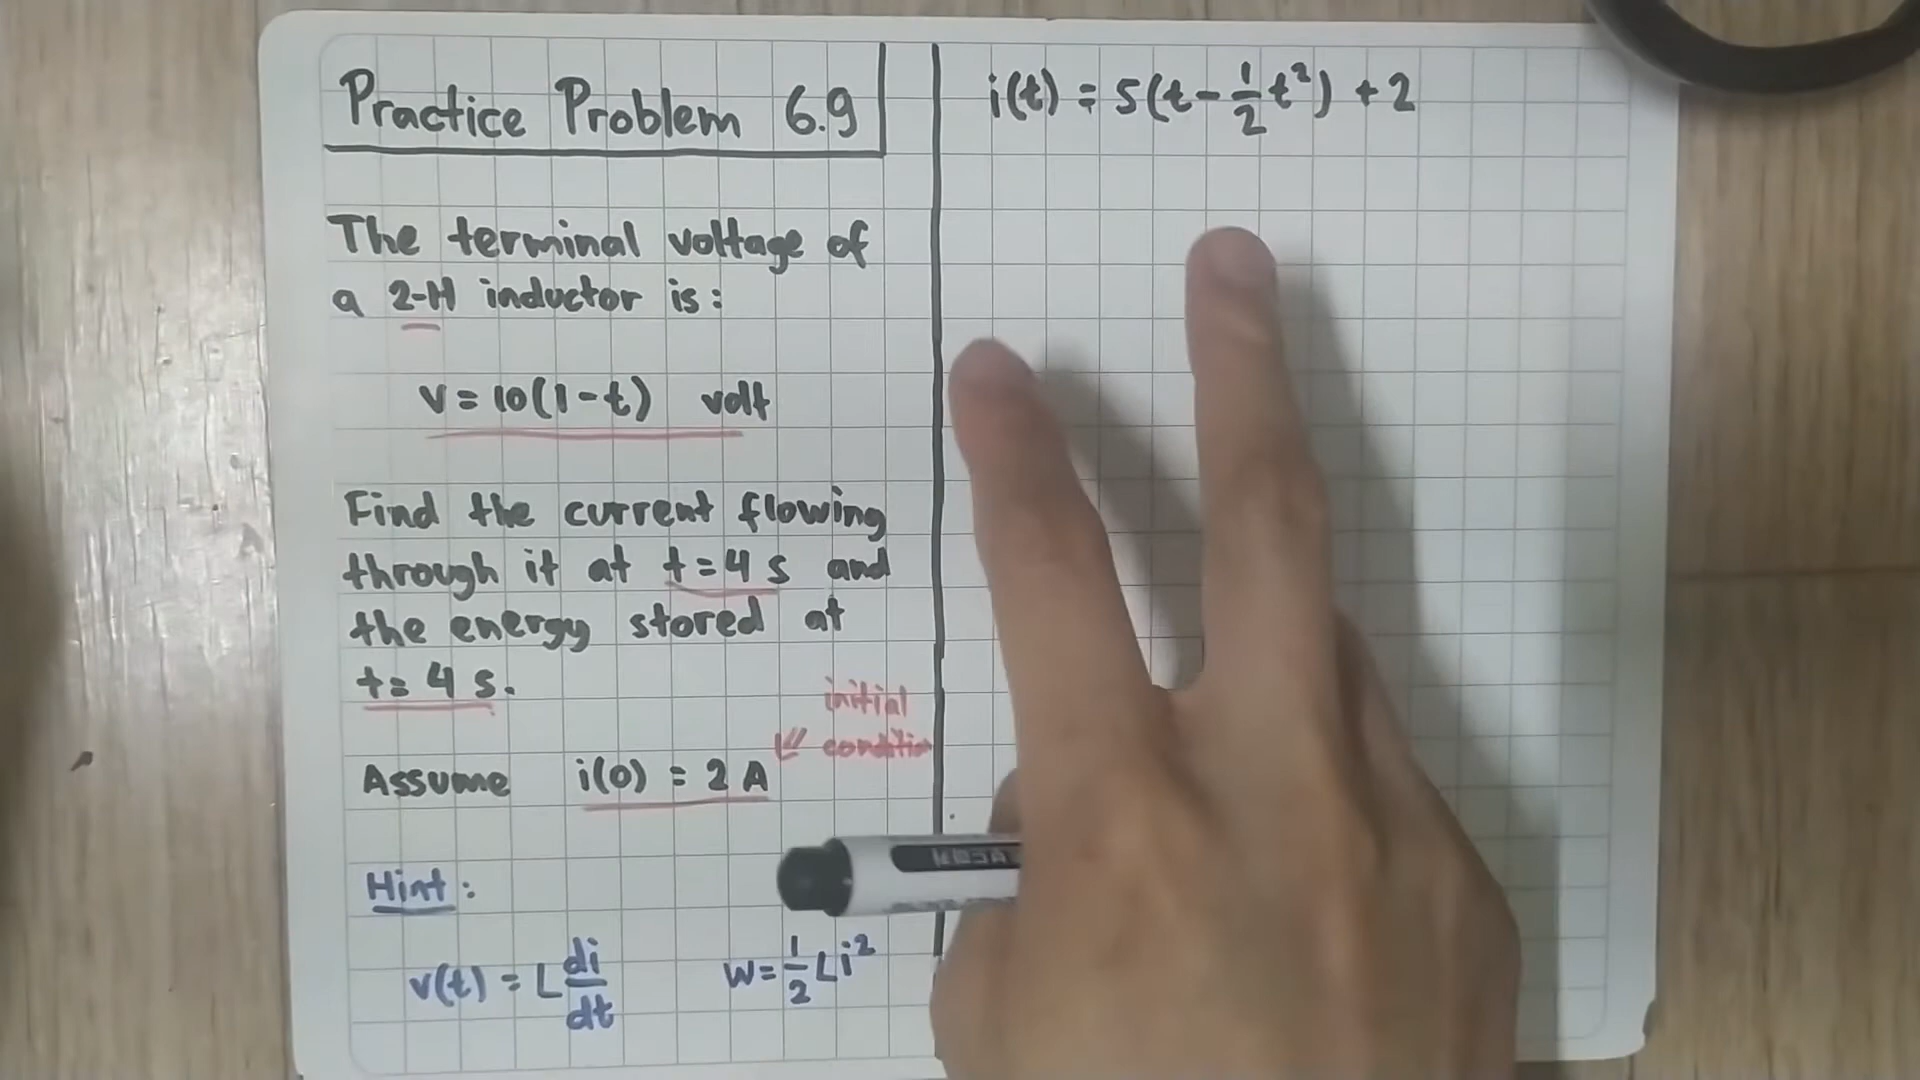 Practice Problem 6.9
The terminal voltage of
a 2-H inductor is:
v = 10(1-t) volt
Find the current flowing
through it at t=4 s and
the energy stored at
t= 4 s.
initial
condition
Assume i(0) = 2 A
Hint:
v(t) = L di/dt W= 1/2 Li²
i(t) = 5(t - 1/2 t²) + 2